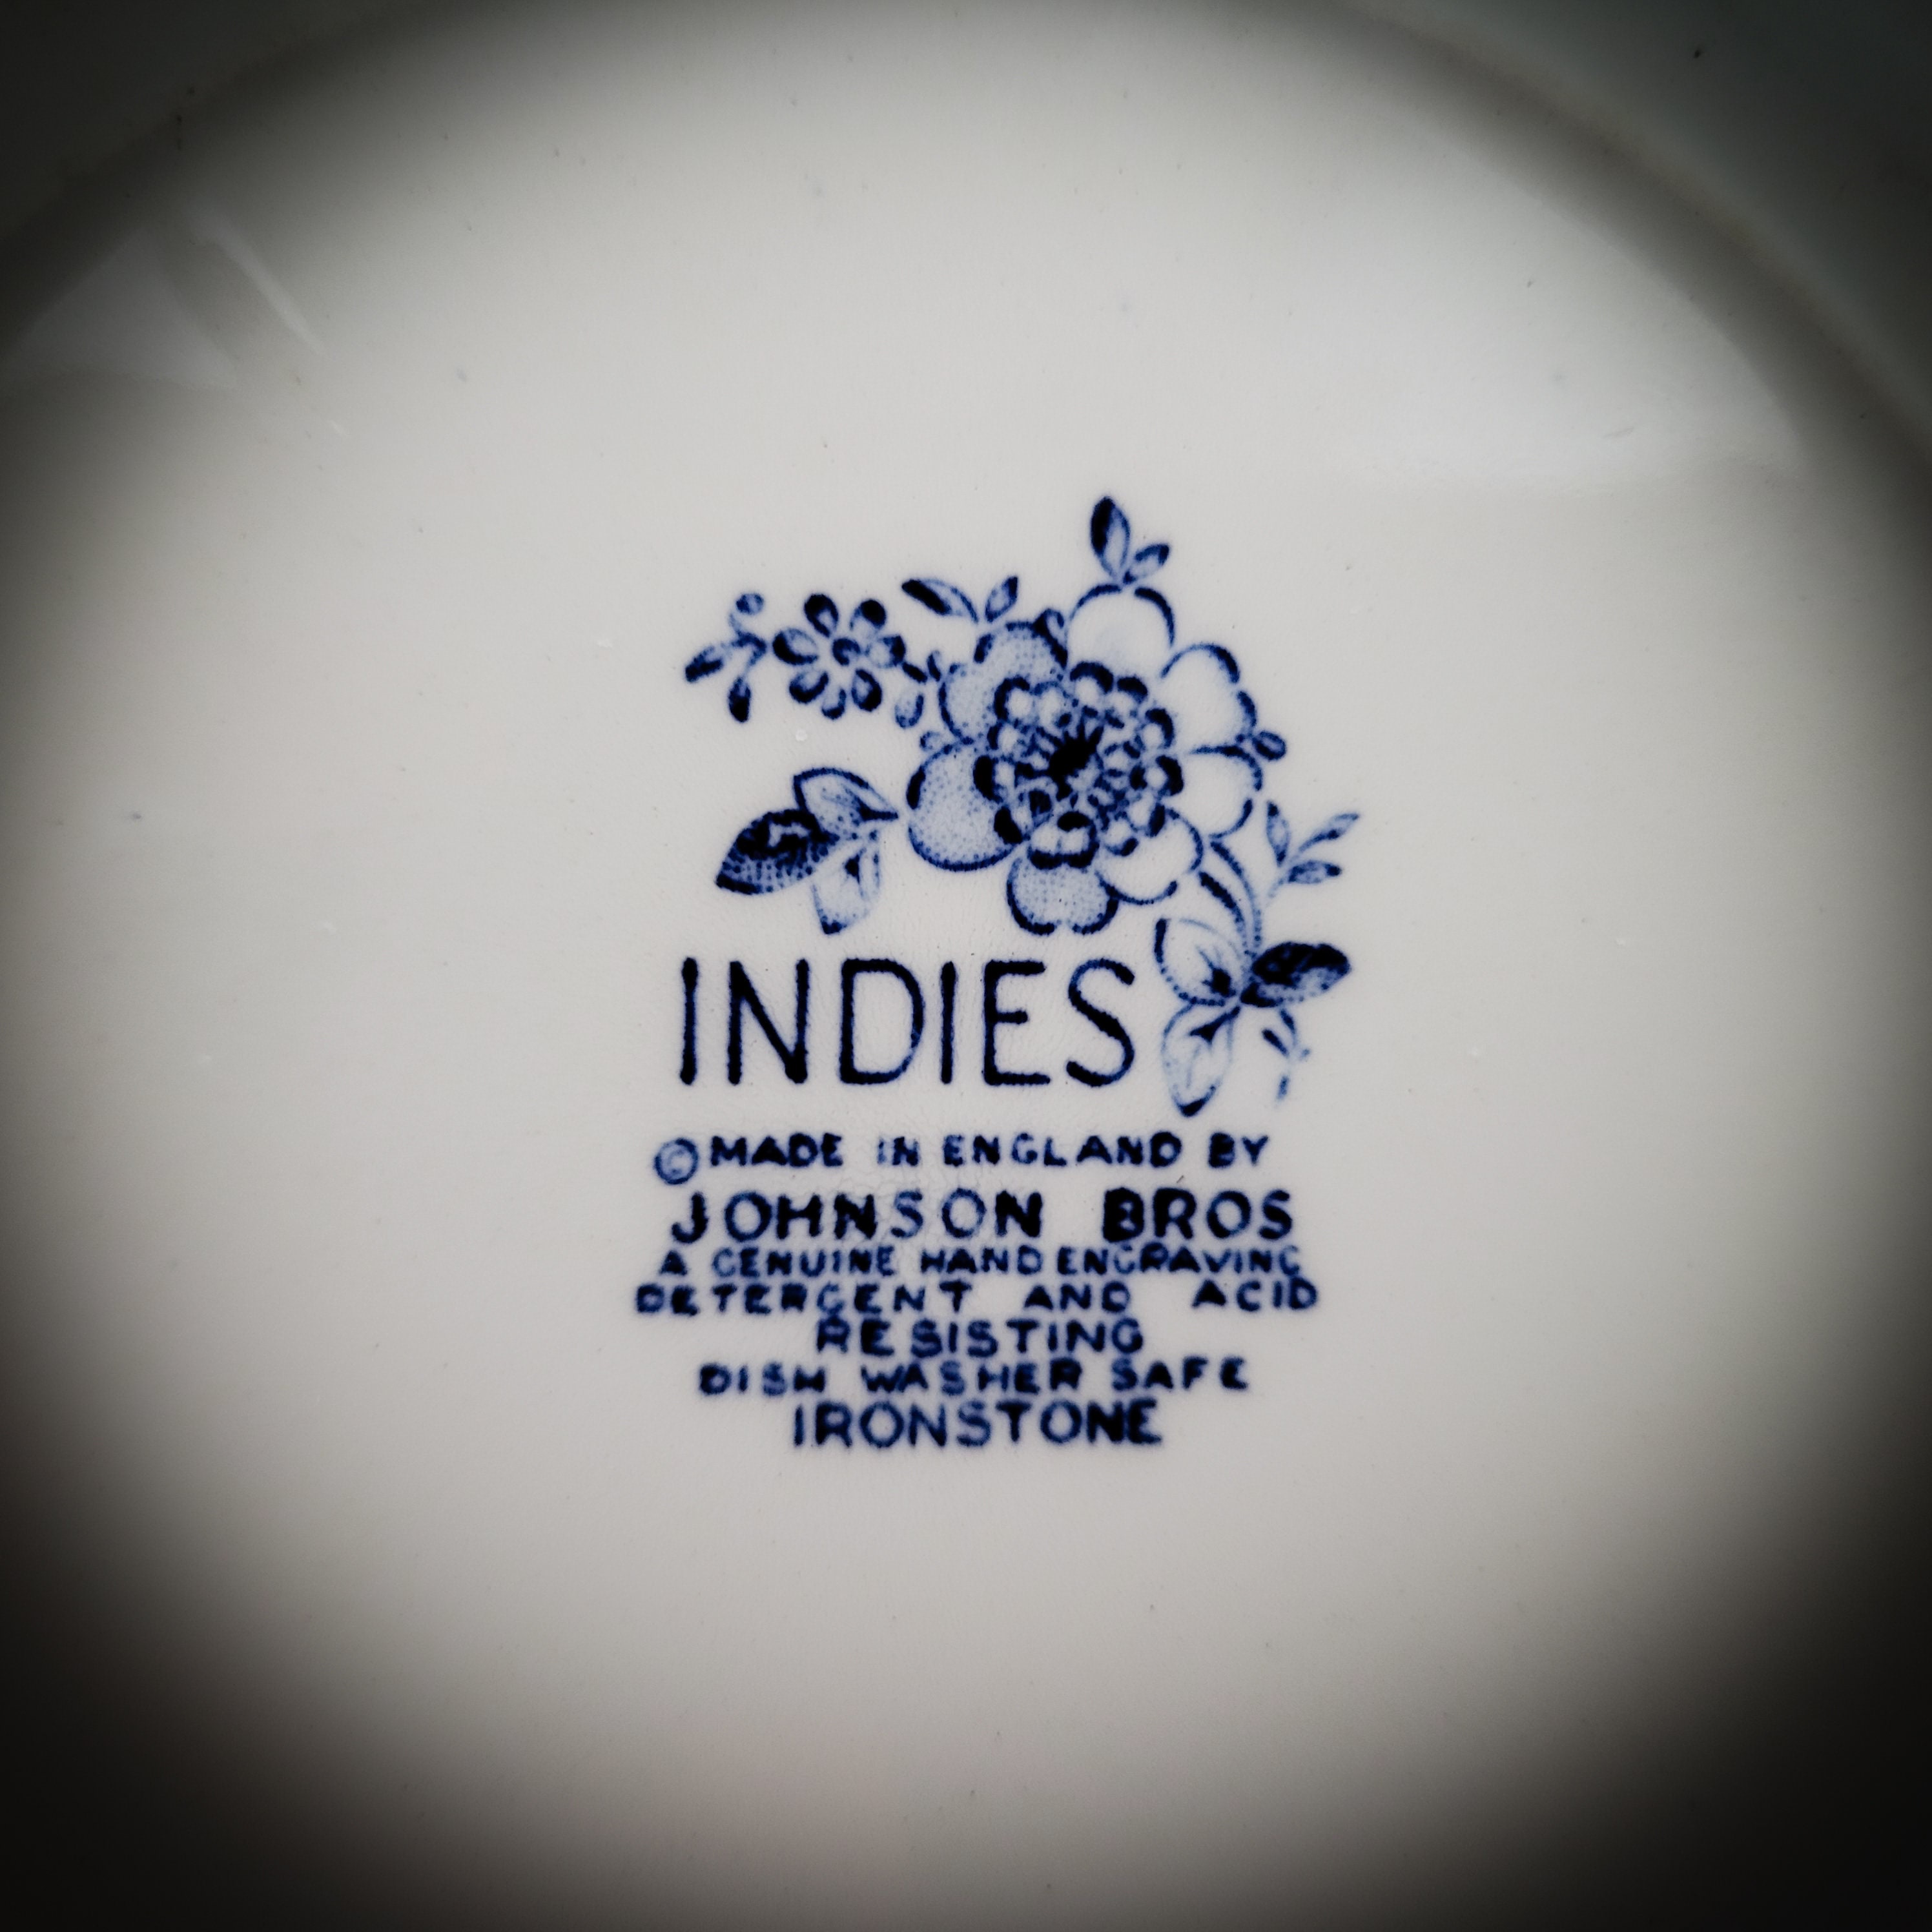 INDIES
©MADE IN ENGLAND BY
JOHNSON BROS
A GENUINE HAND ENGRAVING
DETERGENT AND ACID
RESISTING
DISH WASHER SAFE
IRONSTONE